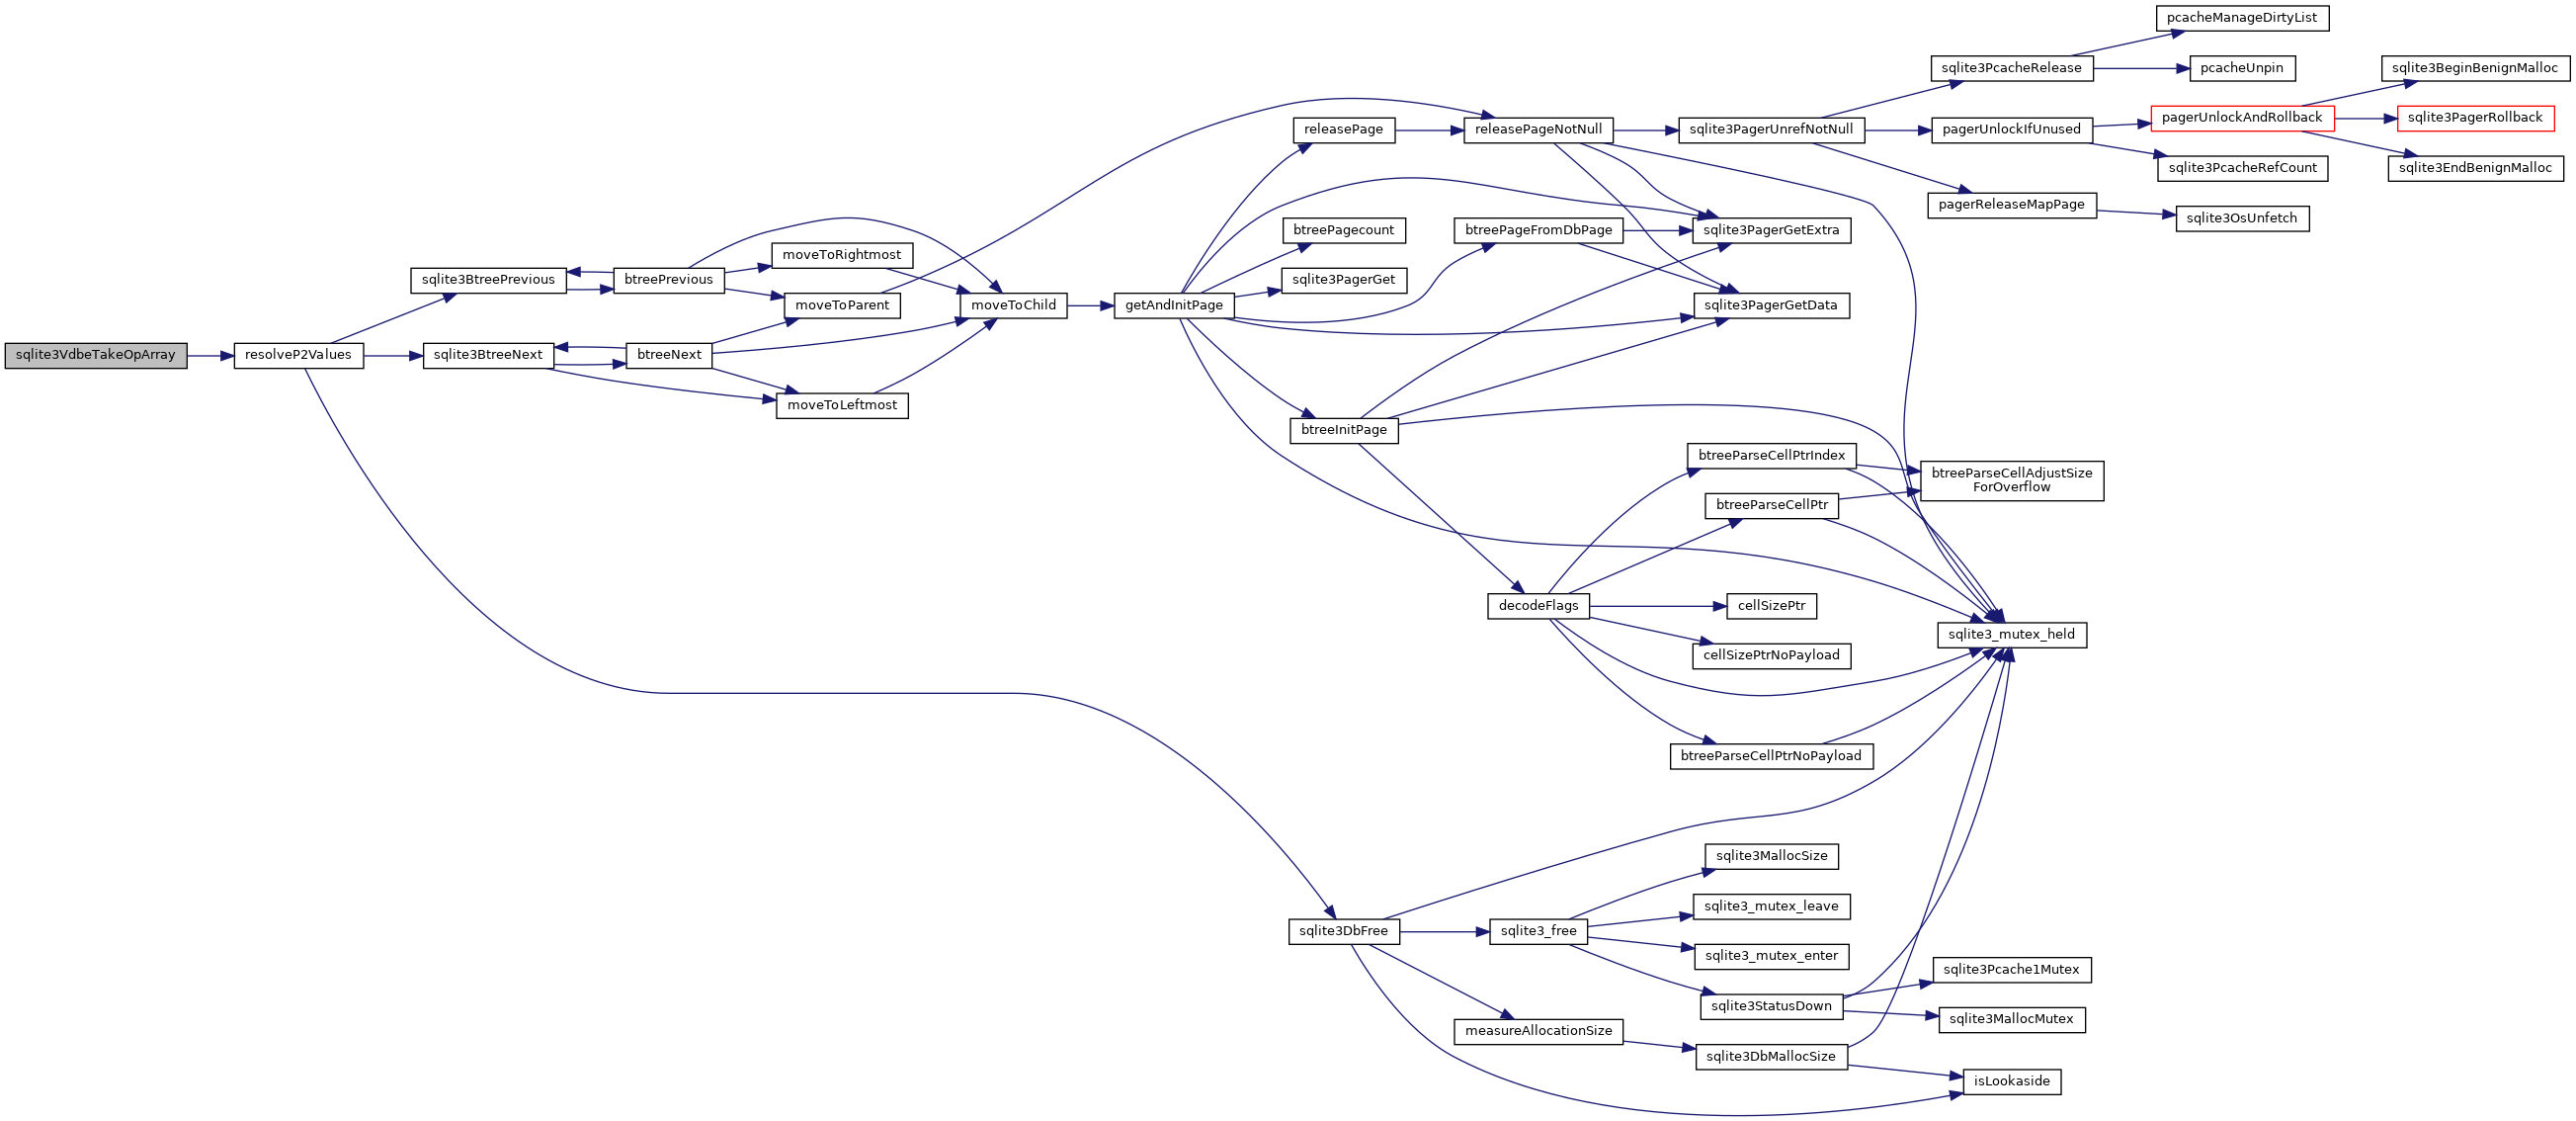 pcacheManageDirtyList
sqlite3PcacheRelease
pcacheUnpin
sqlite3BeginBenignMalloc
releasePage
releasePageNotNull
sqlite3PagerUnrefNotNull
pagerUnlockIfUnused
pagerUnlockAndRollback
sqlite3PagerRollback
sqlite3PcacheRefCount
sqlite3EndBenignMalloc
pagerReleaseMapPage
sqlite3OsUnfetch
btreePagecount
btreePageFromDbPage
sqlite3PagerGetExtra
moveToRightmost
sqlite3BtreePrevious
btreePrevious
sqlite3PagerGet
moveToParent
moveToChild
getAndInitPage
sqlite3PagerGetData
sqlite3VdbeTakeOpArray
resolveP2Values
sqlite3BtreeNext
btreeNext
moveToLeftmost
btreeInitPage
btreeParseCellPtrIndex
btreeParseCellAdjustSize
ForOverflow
btreeParseCellPtr
decodeFlags
cellSizePtr
sqlite3_mutex_held
cellSizePtrNoPayload
btreeParseCellPtrNoPayload
sqlite3MallocSize
sqlite3_mutex_leave
sqlite3DbFree
sqlite3_free
sqlite3_mutex_enter
sqlite3Pcache1Mutex
sqlite3StatusDown
sqlite3MallocMutex
measureAllocationSize
sqlite3DbMallocSize
isLookaside